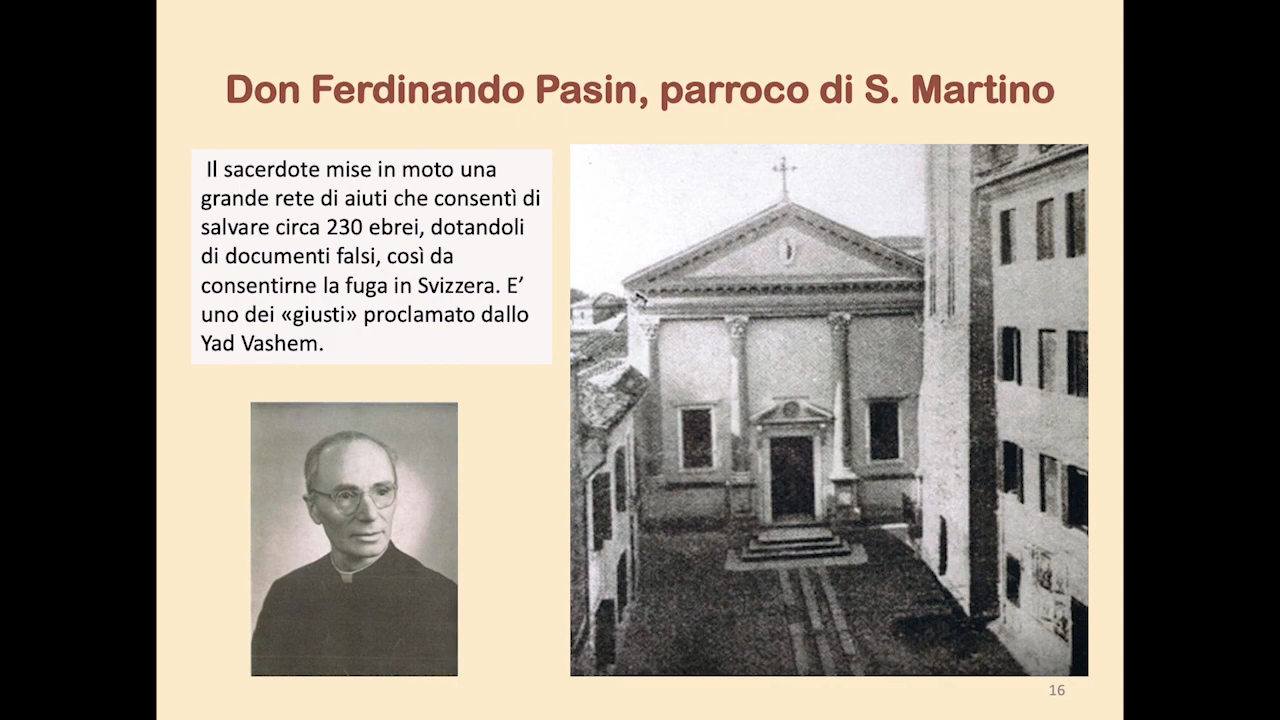 Don Ferdinando Pasin, parroco di S. Martino
Il sacerdote mise in moto una
grande rete di aiuti che consentì di
salvare circa 230 ebrei, dotandoli
di documenti falsi, così da
consentirne la fuga in Svizzera. E’
uno dei «giusti» proclamato dallo
Yad Vashem.
16